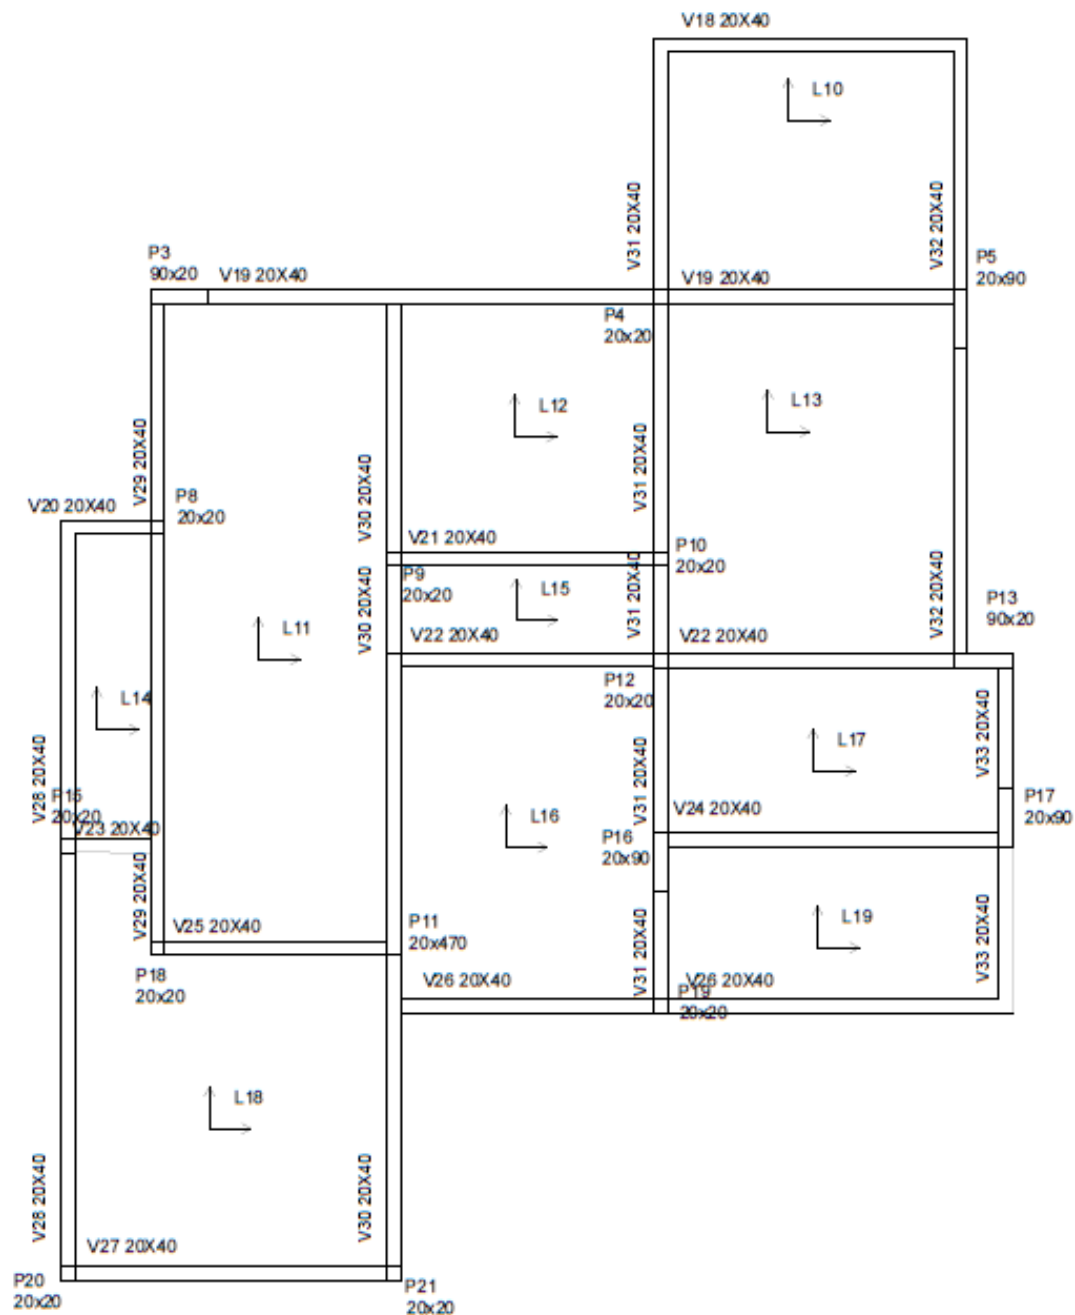 V18 20X40
L10
V31 20X40
V32 20X40
P3
90x20
V19 20X40
V19 20X40
P5
20x90
P4
20x20
L12
L13
V29 20X40
V30 20X40
V31 20X40
P8
20x20
V20 20X40
V21 20X40
P10
20x20
P9
20x20
L15
V30 20X40
V31 20X40
V32 20X40
P13
90x20
L11
V22 20X40
V22 20X40
P12
20x20
L14
V28 20X40
L17
V33 20X40
V31 20X40
P15
20x20
V23 20X40
L16
V24 20X40
P16
20x90
P17
20x90
V29 20X40
V25 20X40
P11
20x470
L19
V31 20X40
V33 20X40
P18
20x20
V26 20X40
V26 20X40
P19
20x20
L18
V28 20X40
V30 20X40
V27 20X40
P20
20x20
P21
20x20